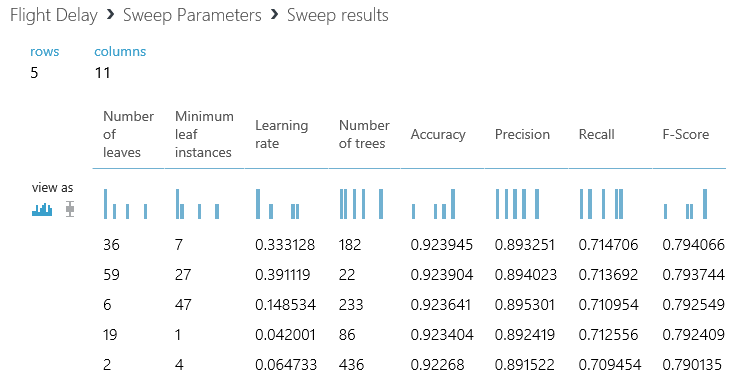 Flight Delay > Sweep Parameters > Sweep results
rows columns
5 11
Number of leaves Minimum leaf instances Learning rate Number of trees Accuracy Precision Recall F-Score
view as
36 7 0.333128 182 0.923945 0.893251 0.714706 0.794066
59 27 0.391119 22 0.923904 0.894023 0.713692 0.793744
6 47 0.148534 233 0.923641 0.895301 0.710954 0.792549
19 1 0.042001 86 0.923404 0.892419 0.712556 0.792409
2 4 0.064733 436 0.92268 0.891522 0.709454 0.790135